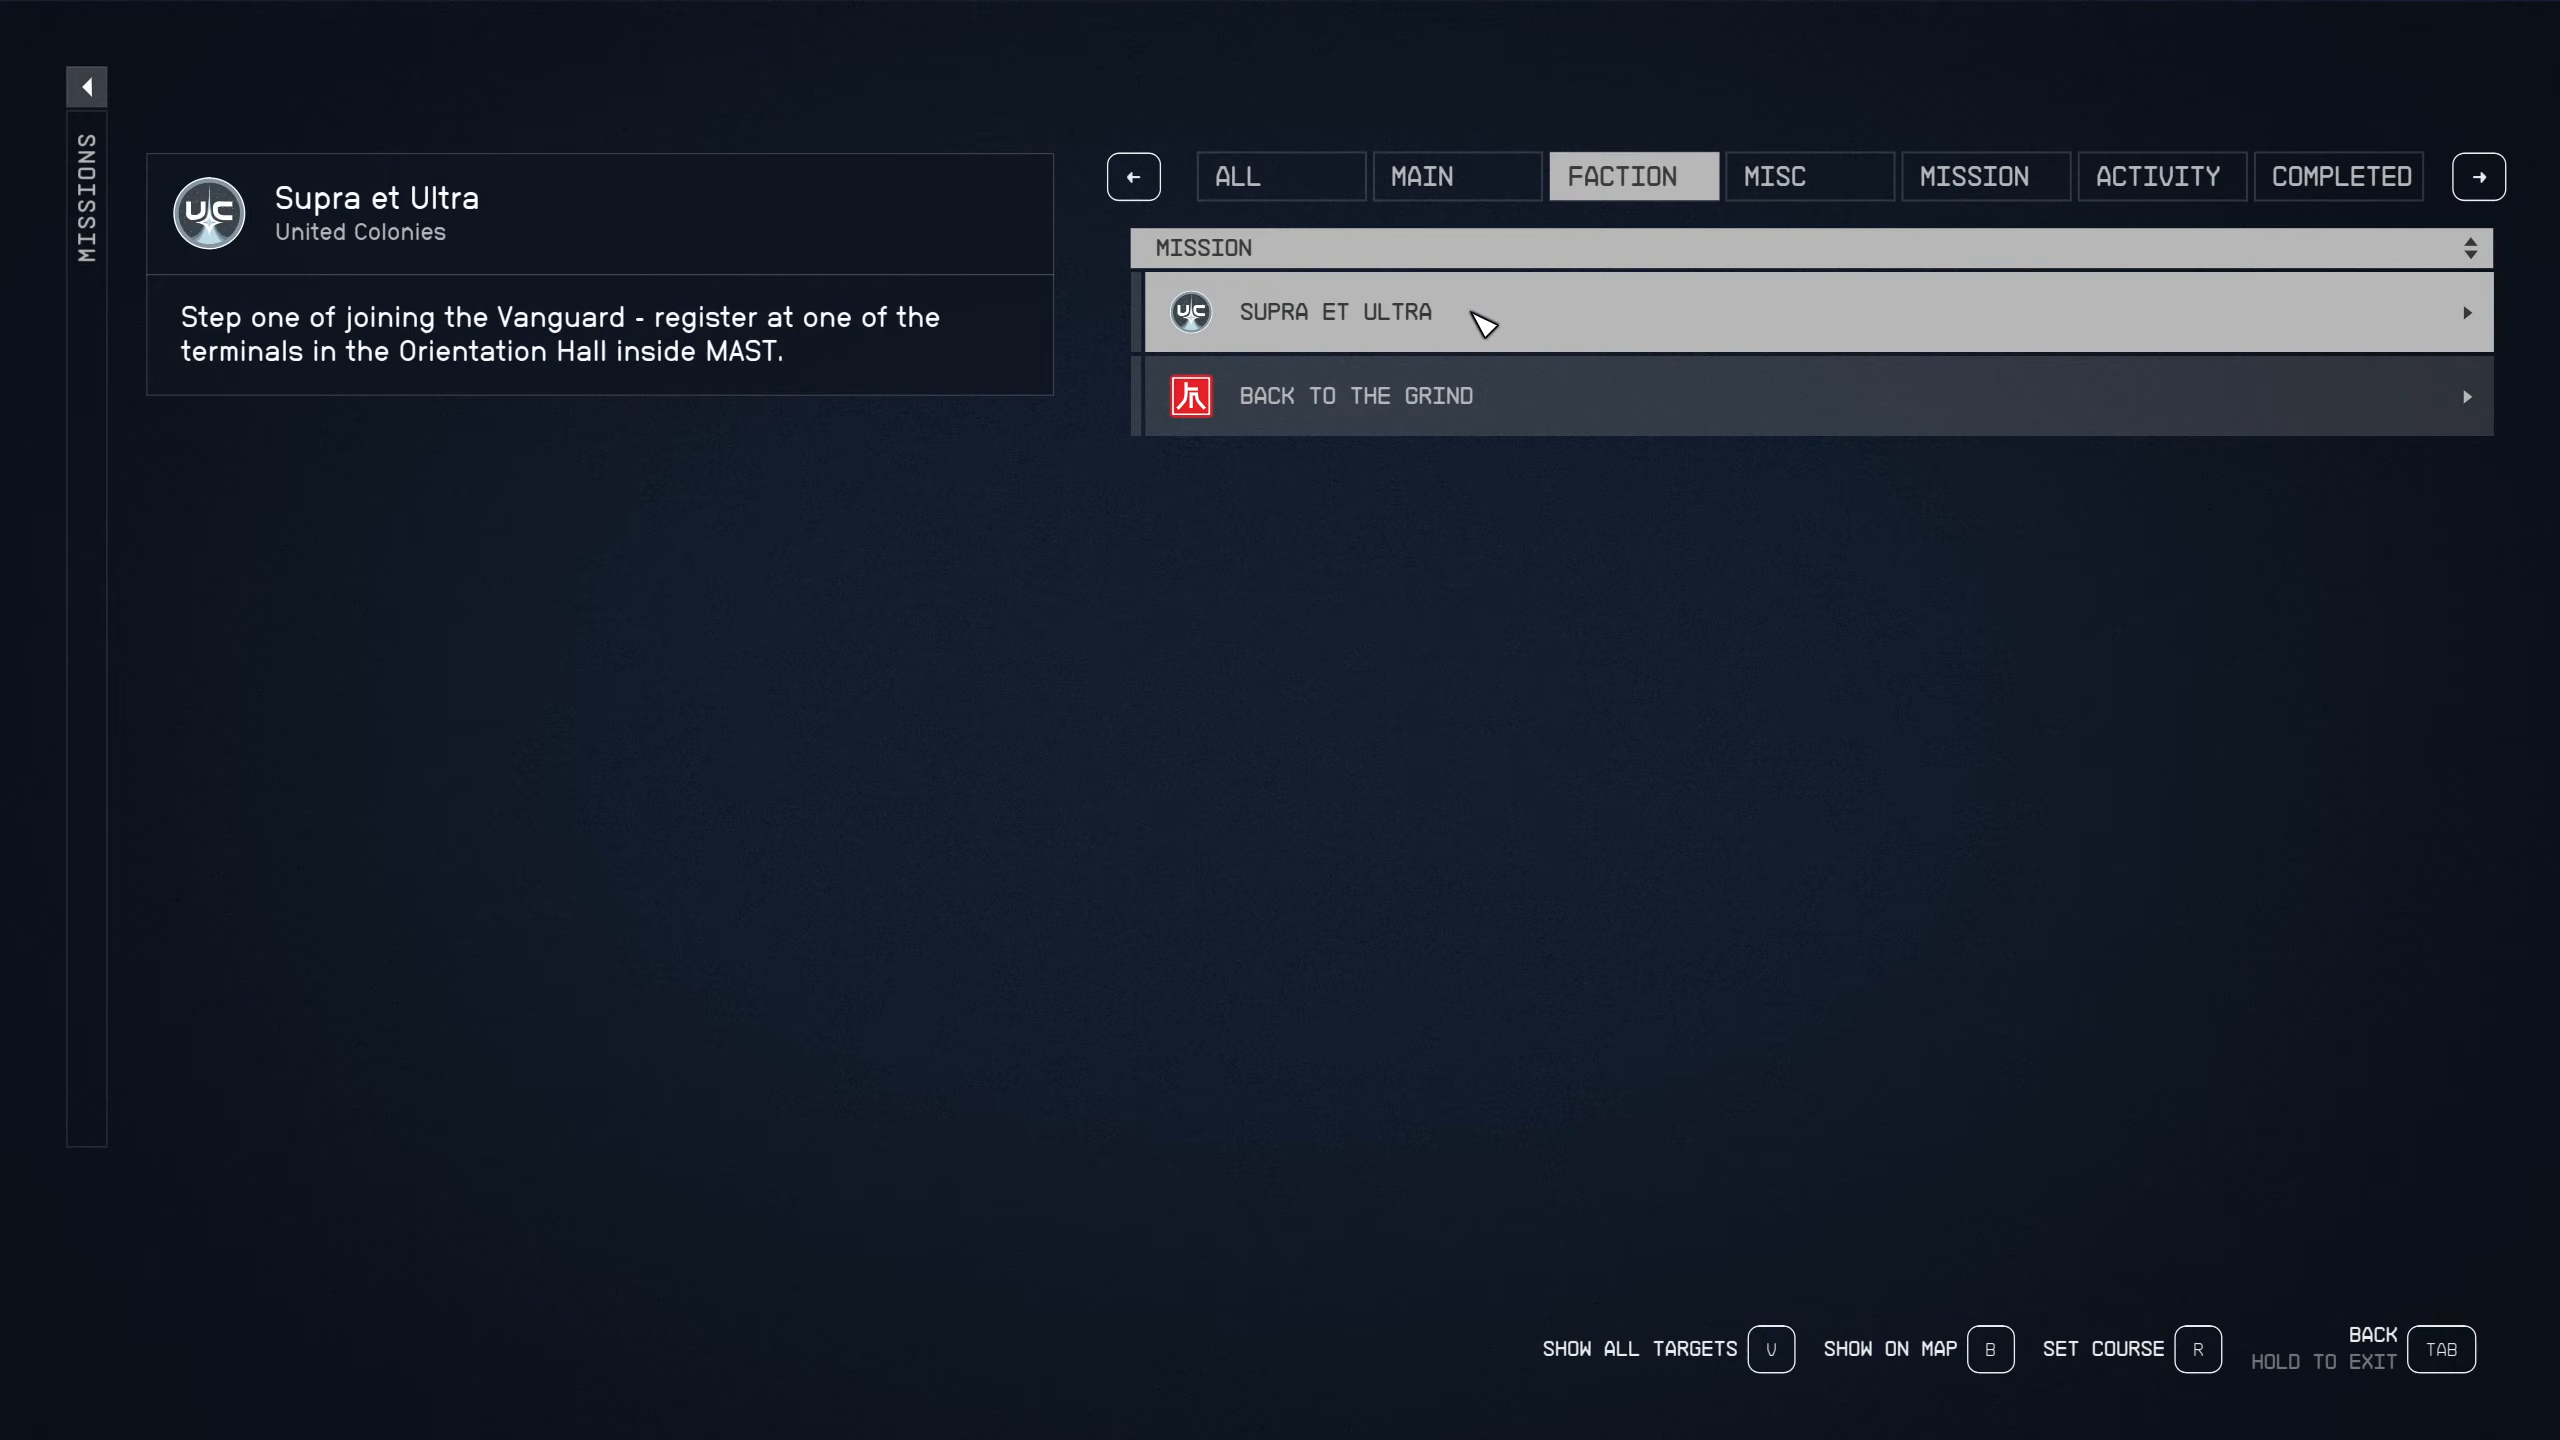 MISSIONS
UC
Supra et Ultra
United Colonies
Step one of joining the Vanguard - register at one of the
terminals in the Orientation Hall inside MAST.
ALL
MAIN
FACTION
MISC
MISSION
ACTIVITY
COMPLETED
MISSION
UC
SUPRA ET ULTRA
BACK TO THE GRIND
SHOW ALL TARGETS V
SHOW ON MAP B
SET COURSE R
BACK
HOLD TO EXIT
TAB